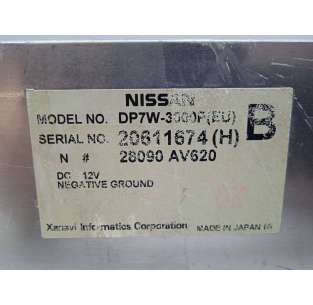 NISSAN
MODEL NO. DP7W-3000P(EU)
SERIAL NO. 20611674 (H) B
N # 28090 AV620
DC 12V
NEGATIVE GROUND
Xanavi Informatics Corporation MADE IN JAPAN